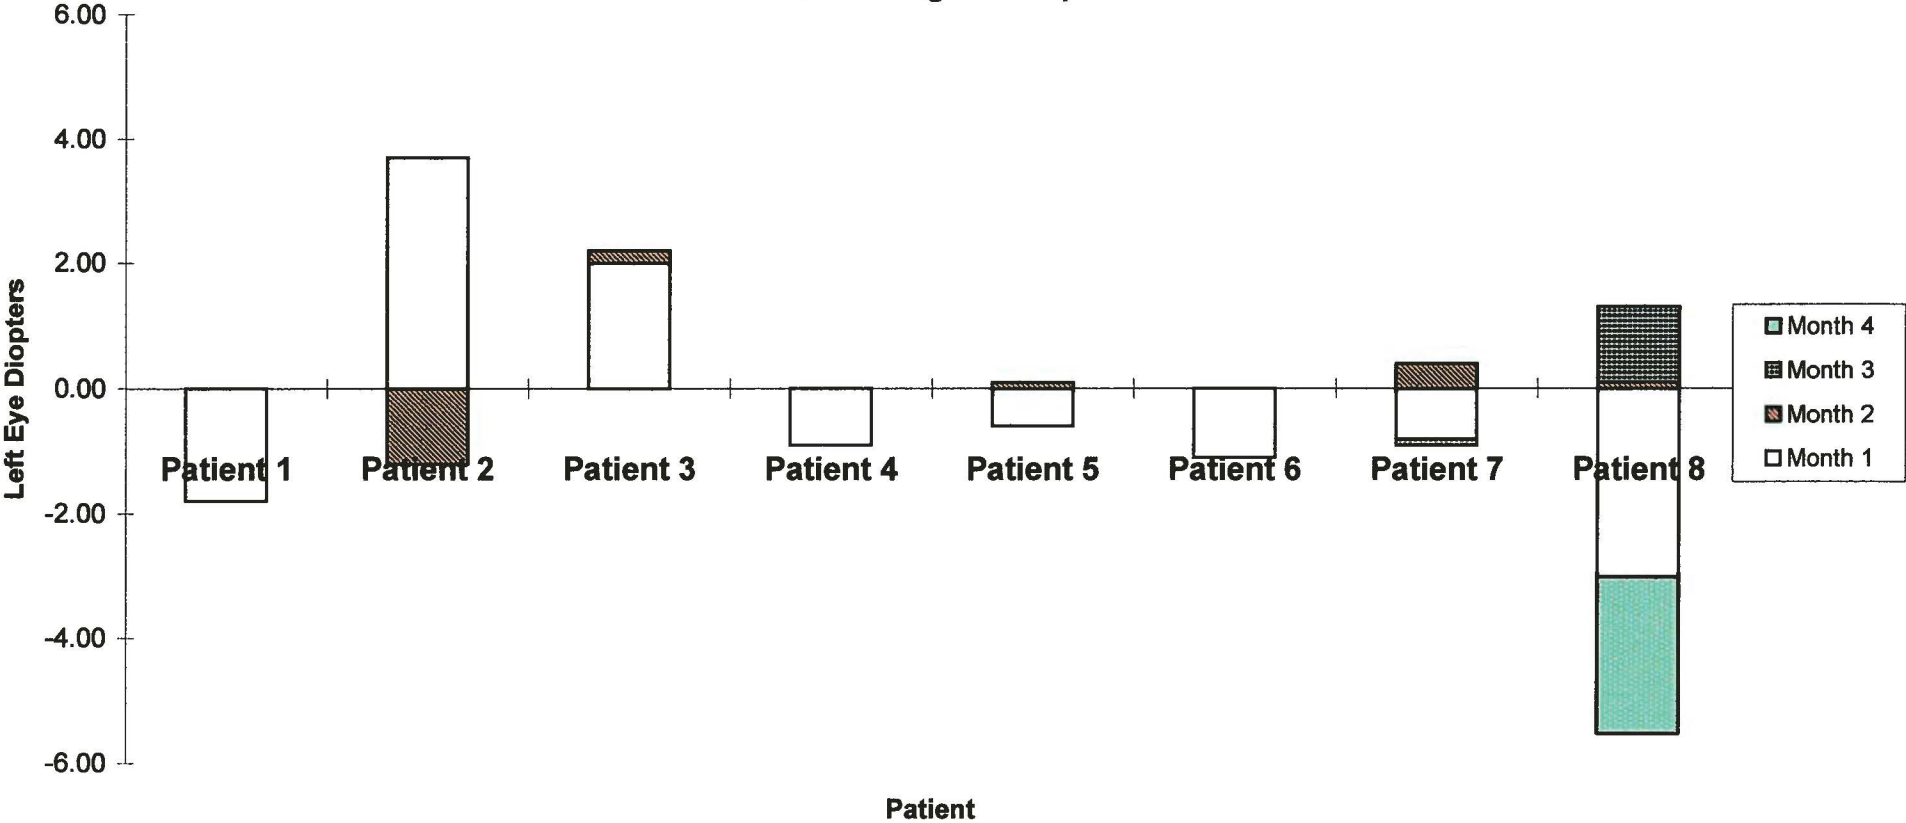 6.00
4.00
2.00
0.00
-2.00
-4.00
-6.00
Left Eye Diopters
Patient 1 Patient 2 Patient 3 Patient 4 Patient 5 Patient 6 Patient 7 Patient 8
Patient
Month 4
Month 3
Month 2
Month 1